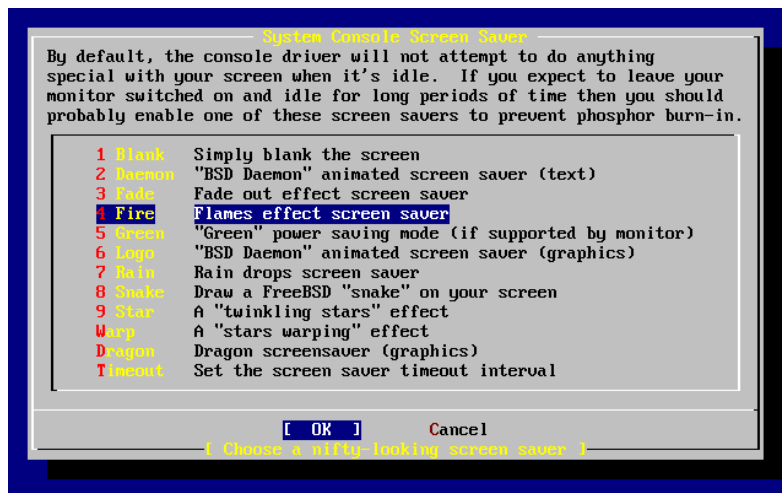 System Console Screen Saver
By default, the console driver will not attempt to do anything
special with your screen when it's idle.  If you expect to leave your
monitor switched on and idle for long periods of time then you should
probably enable one of these screen savers to prevent phosphor burn-in.
1 Blank   Simply blank the screen
2 Daemon  "BSD Daemon" animated screen saver (text)
3 Fade    Fade out effect screen saver
4 Fire    Flames effect screen saver
5 Green   "Green" power saving mode (if supported by monitor)
6 Logo    "BSD Daemon" animated screen saver (graphics)
7 Rain    Rain drops screen saver
8 Snake   Draw a FreeBSD "snake" on your screen
9 Star    A "twinkling stars" effect
Warp      A "stars warping" effect
Dragon    Dragon screensaver (graphics)
Timeout   Set the screen saver timeout interval
[  OK  ]       Cancel
[ Choose a nifty-looking screen saver ]